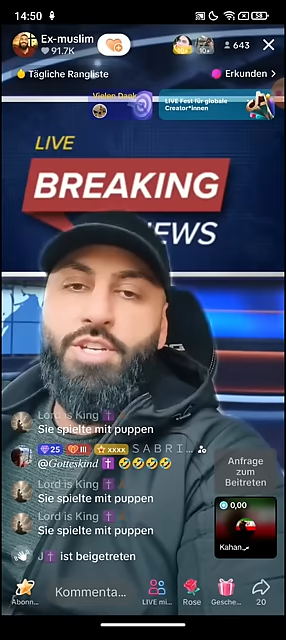 14:50
58
Ex-muslim
91.7K
10+
643
Tägliche Rangliste
Erkunden >
Vielen Dank
LIVE Fest für globale
Creator*innen
LIVE
BREAKING
NEWS
Lord is King ✝️
Sie spielte mit puppen
25 III xxxx S A B R I ...
@Gotteskind ✝️ 🤣🤣🤣🤣
Lord is King ✝️
Sie spielte mit puppen
Lord is King ✝️
Sie spielte mit puppen
J✝ ist beigetreten
Anfrage
zum
Beitreten
0,00
Kahan...
Abonn...
Kommenta...
LIVE mi...
Rose
Gesche...
20